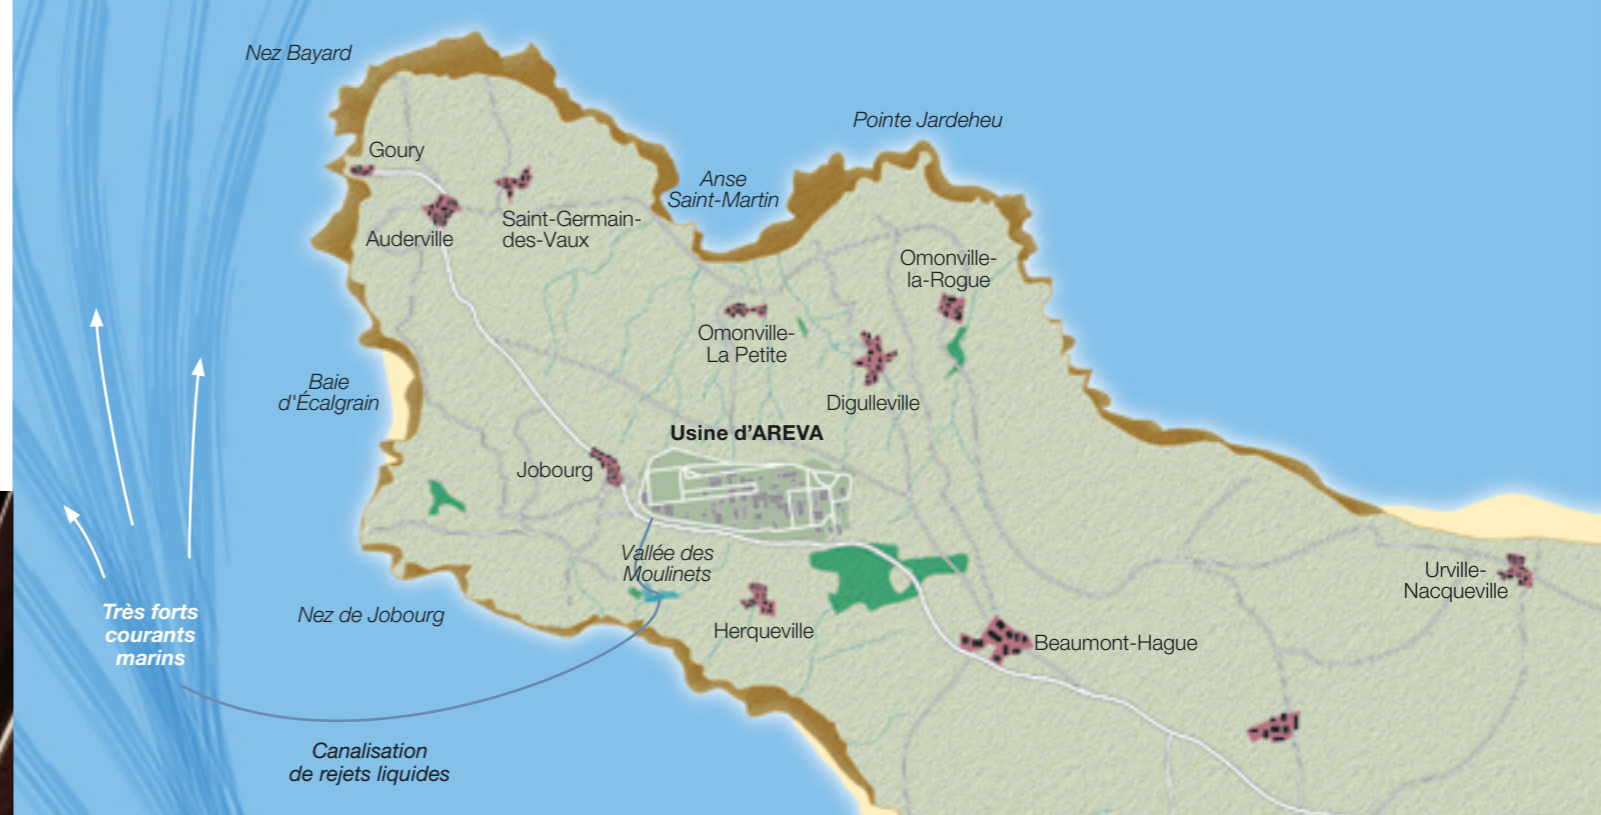 Nez Bayard
Pointe Jardeheu
Goury
Anse
Saint-Martin
Saint-Germain-
des-Vaux
Auderville
Omonville-
la-Rogue
Omonville-
La Petite
Baie
d'Écalgrain
Digulleville
Usine d'AREVA
Jobourg
Vallée des
Moulinets
Urville-
Nacqueville
Très forts
courants
marins
Nez de Jobourg
Herqueville
Beaumont-Hague
Canalisation
de rejets liquides